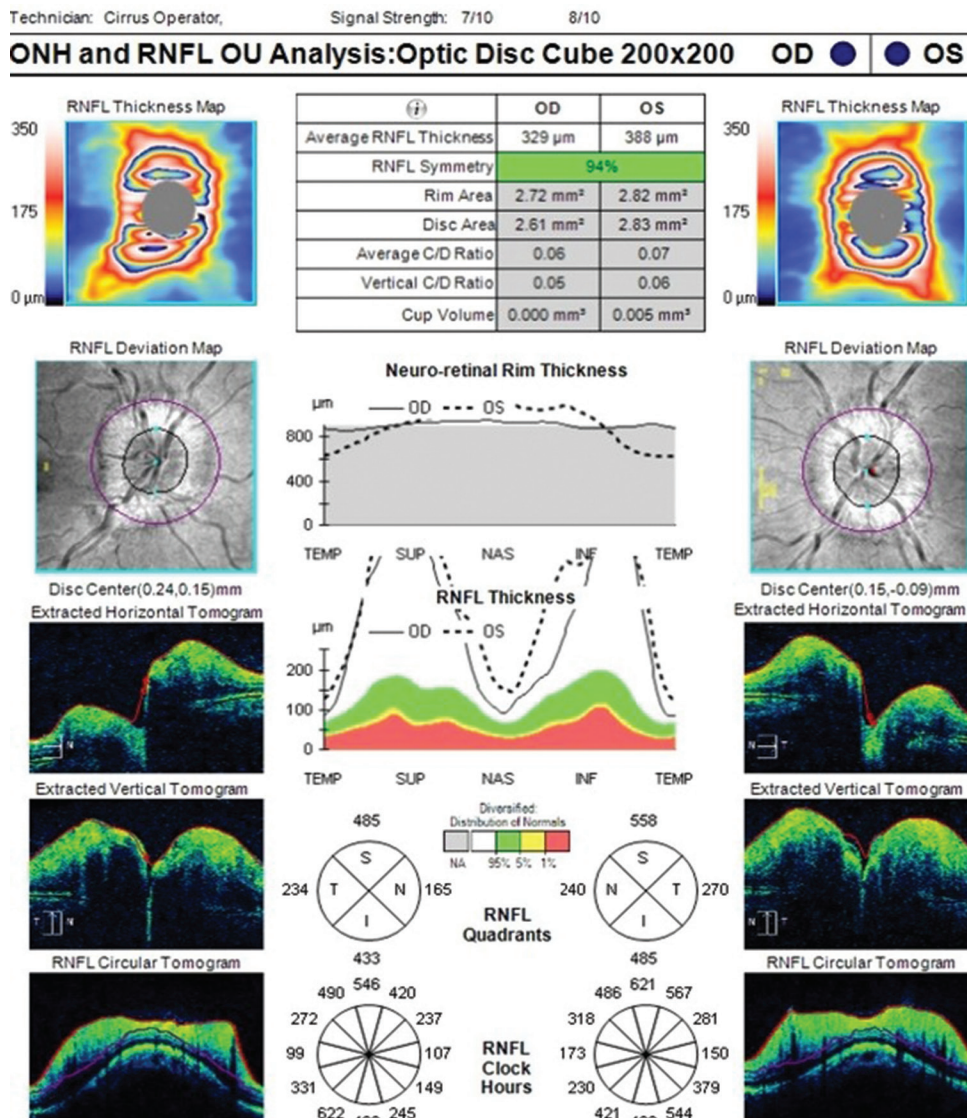 Technician: Cirrus Operator, Signal Strength: 7/10 8/10
ONH and RNFL OU Analysis:Optic Disc Cube 200x200 OD OS
RNFL Thickness Map
350
175
0 µm
i OD OS
Average RNFL Thickness 329 µm 388 µm
RNFL Symmetry 94%
Rim Area 2.72 mm² 2.82 mm²
Disc Area 2.61 mm² 2.83 mm²
Average C/D Ratio 0.06 0.07
Vertical C/D Ratio 0.05 0.06
Cup Volume 0.000 mm³ 0.005 mm³
RNFL Thickness Map
350
175
0 µm
RNFL Deviation Map
Disc Center(0.24,0.15)mm
Neuro-retinal Rim Thickness
µm OD OS
800
400
0
TEMP SUP NAS INF TEMP
RNFL Deviation Map
Disc Center(0.15,-0.09)mm
Extracted Horizontal Tomogram
N
RNFL Thickness
µm OD OS
200
100
0
TEMP SUP NAS INF TEMP
Extracted Horizontal Tomogram
N T
Extracted Vertical Tomogram
T N
Diversified:
Distribution of Normals
NA 95% 5% 1%
Extracted Vertical Tomogram
T N
485
S
234 T N 165
I
433
RNFL
Quadrants
558
S
240 N T 270
I
485
RNFL Circular Tomogram
546
490 420
272 237
99 107
331 149
622 245
RNFL
Clock
Hours
621
486 567
318 281
173 150
230 379
421 544
RNFL Circular Tomogram